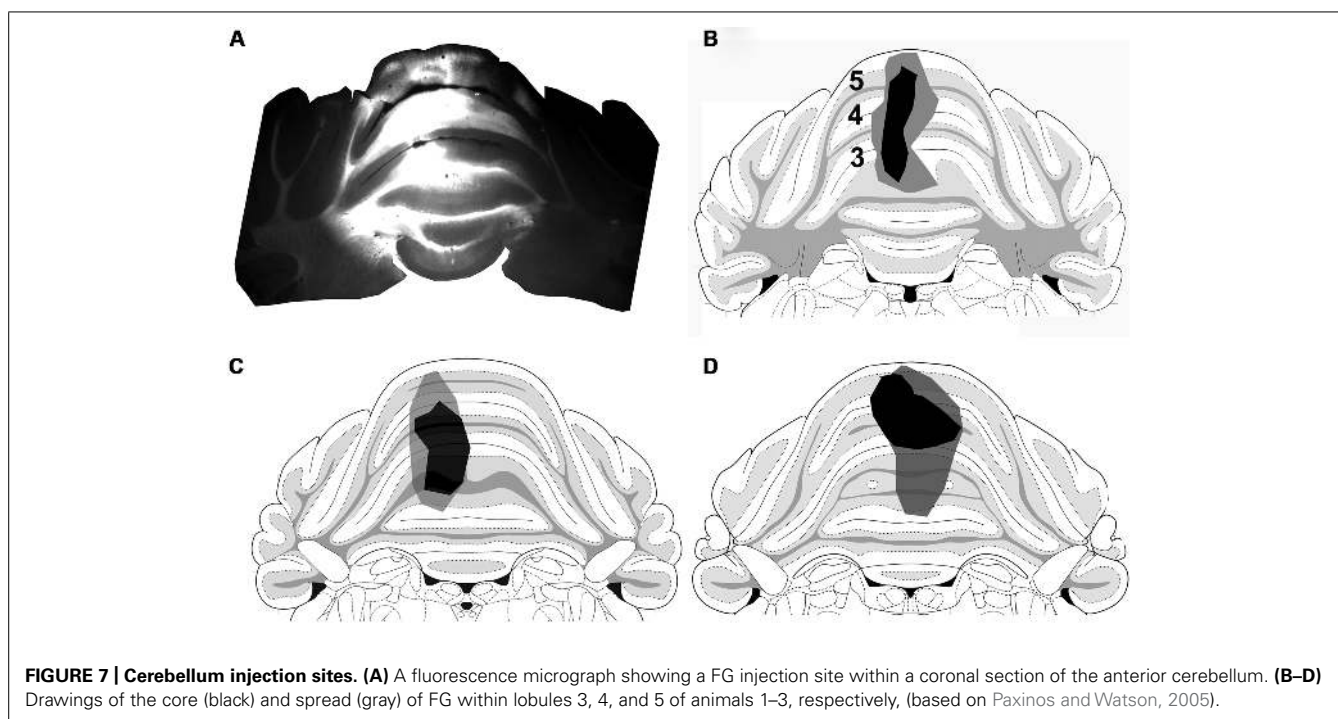 A
B
5
4
3
C
D
FIGURE 7 | Cerebellum injection sites. (A) A fluorescence micrograph showing a FG injection site within a coronal section of the anterior cerebellum. (B–D)
Drawings of the core (black) and spread (gray) of FG within lobules 3, 4, and 5 of animals 1–3, respectively, (based on Paxinos and Watson, 2005).